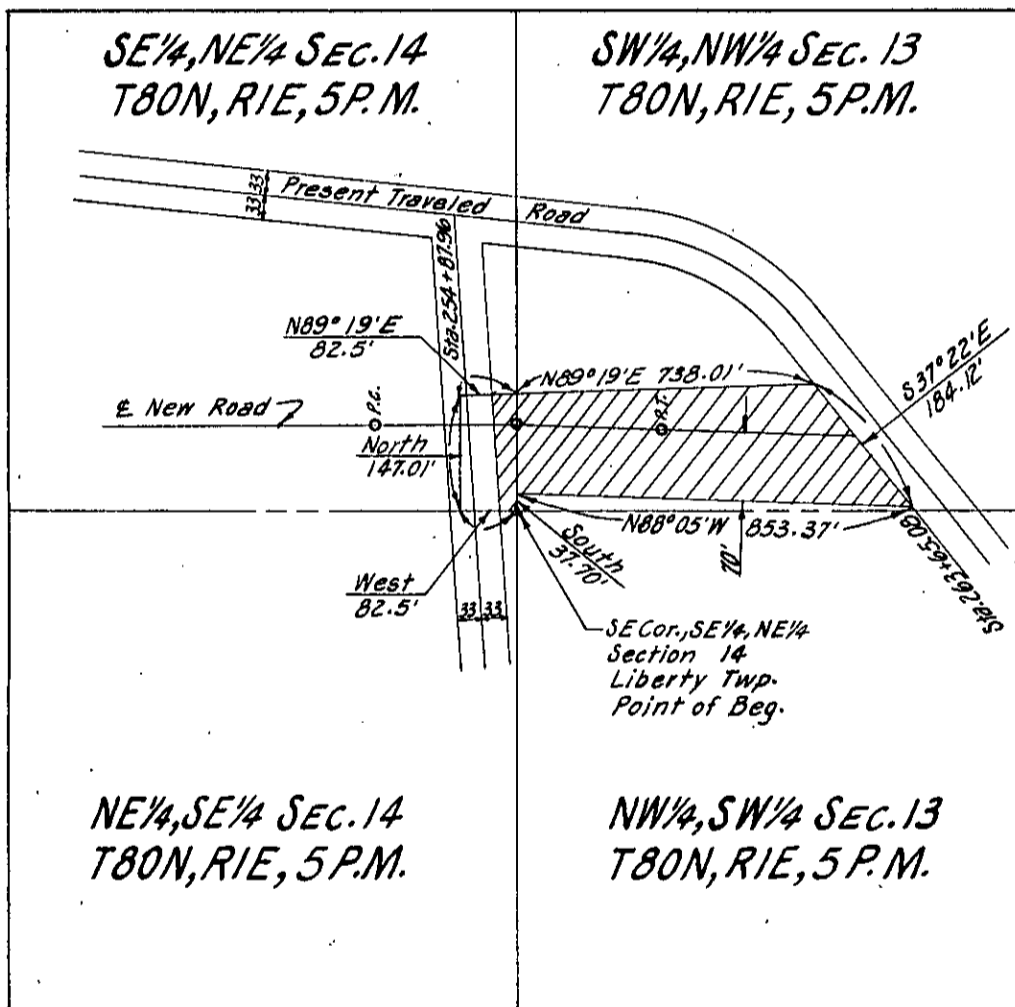 SE¼, NE¼ SEC. 14
T80N, R1E, 5P.M.
SW¼, NW¼ SEC. 13
T80N, R1E, 5P.M.
33 33
Present Traveled Road
Sta. 254 + 87.96
N89° 19' E
82.5'
N89° 19' E 738.01'
S 37° 22' E
184.12'
℄ New Road
P.C.
P.T.
North
147.01'
N88° 05' W 853.37'
South
37.70'
70'
Sta. 263+65.08
West
82.5'
33 33
SE Cor., SE¼, NE¼
Section 14
Liberty Twp.
Point of Beg.
NE¼, SE¼ SEC. 14
T80N, R1E, 5 P.M.
NW¼, SW¼ SEC. 13
T80N, R1E, 5 P.M.